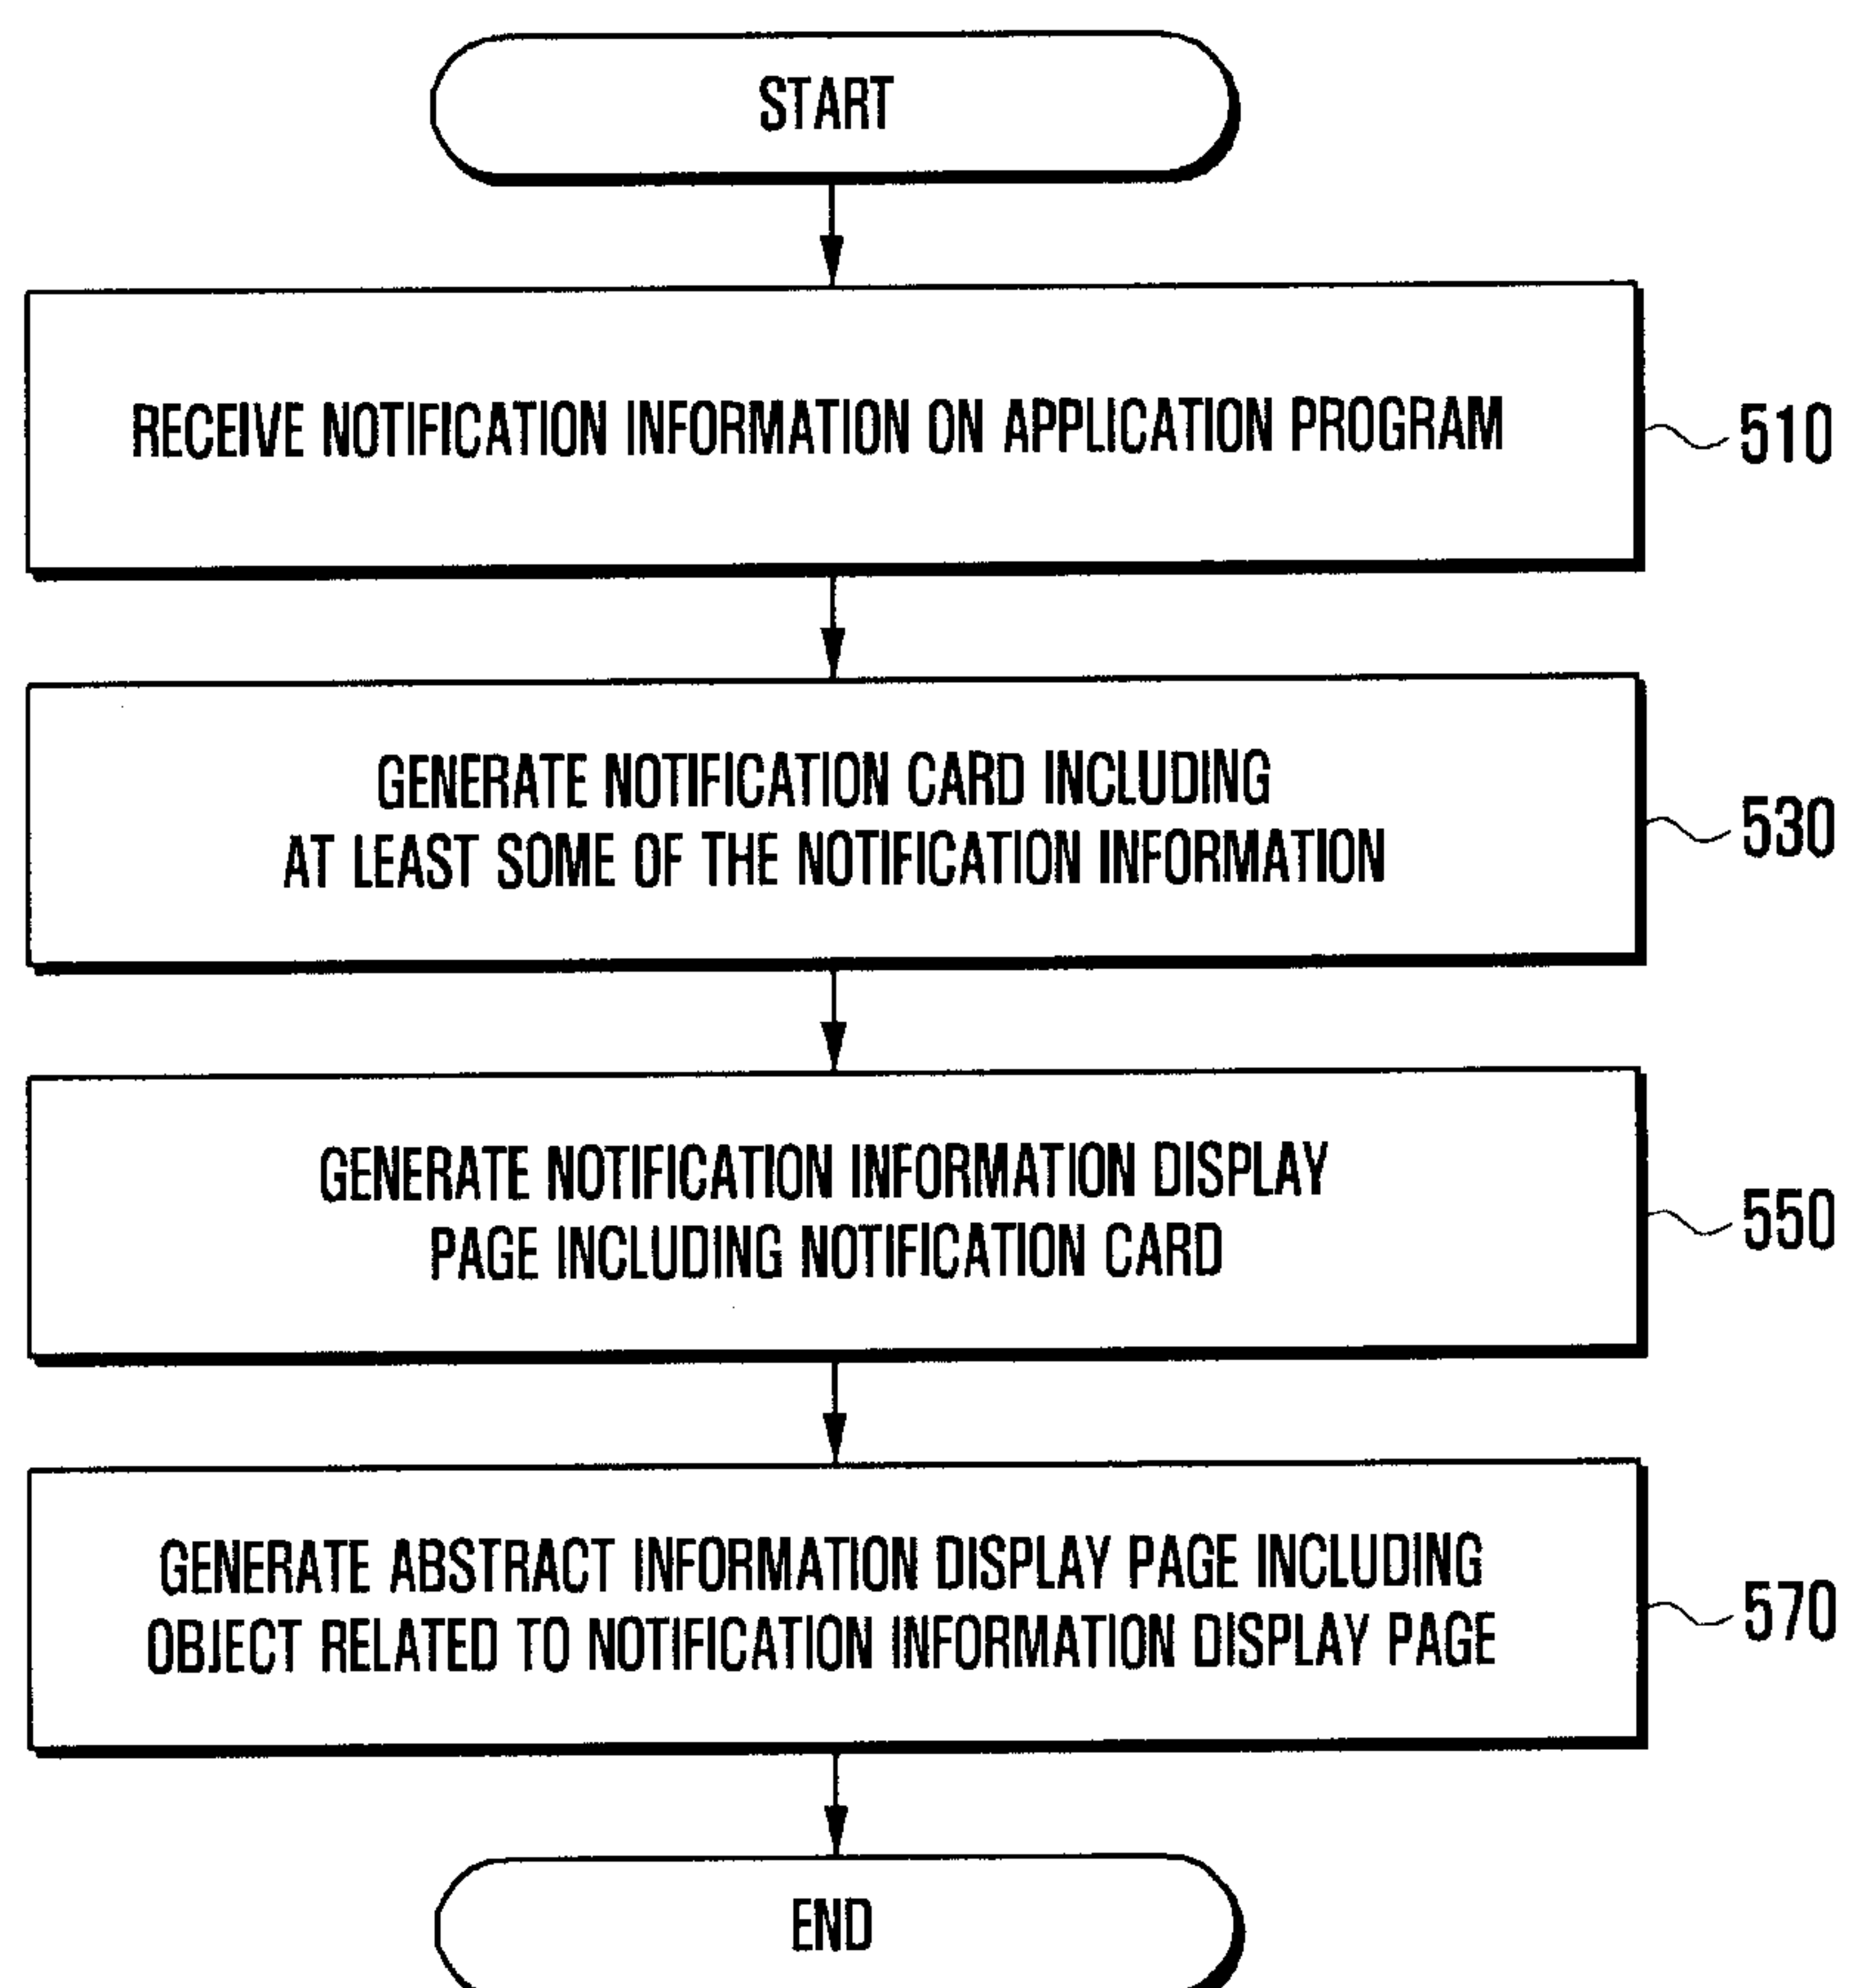 START
RECEIVE NOTIFICATION INFORMATION ON APPLICATION PROGRAM
510
GENERATE NOTIFICATION CARD INCLUDING
AT LEAST SOME OF THE NOTIFICATION INFORMATION
530
GENERATE NOTIFICATION INFORMATION DISPLAY
PAGE INCLUDING NOTIFICATION CARD
550
GENERATE ABSTRACT INFORMATION DISPLAY PAGE INCLUDING
OBJECT RELATED TO NOTIFICATION INFORMATION DISPLAY PAGE
570
END